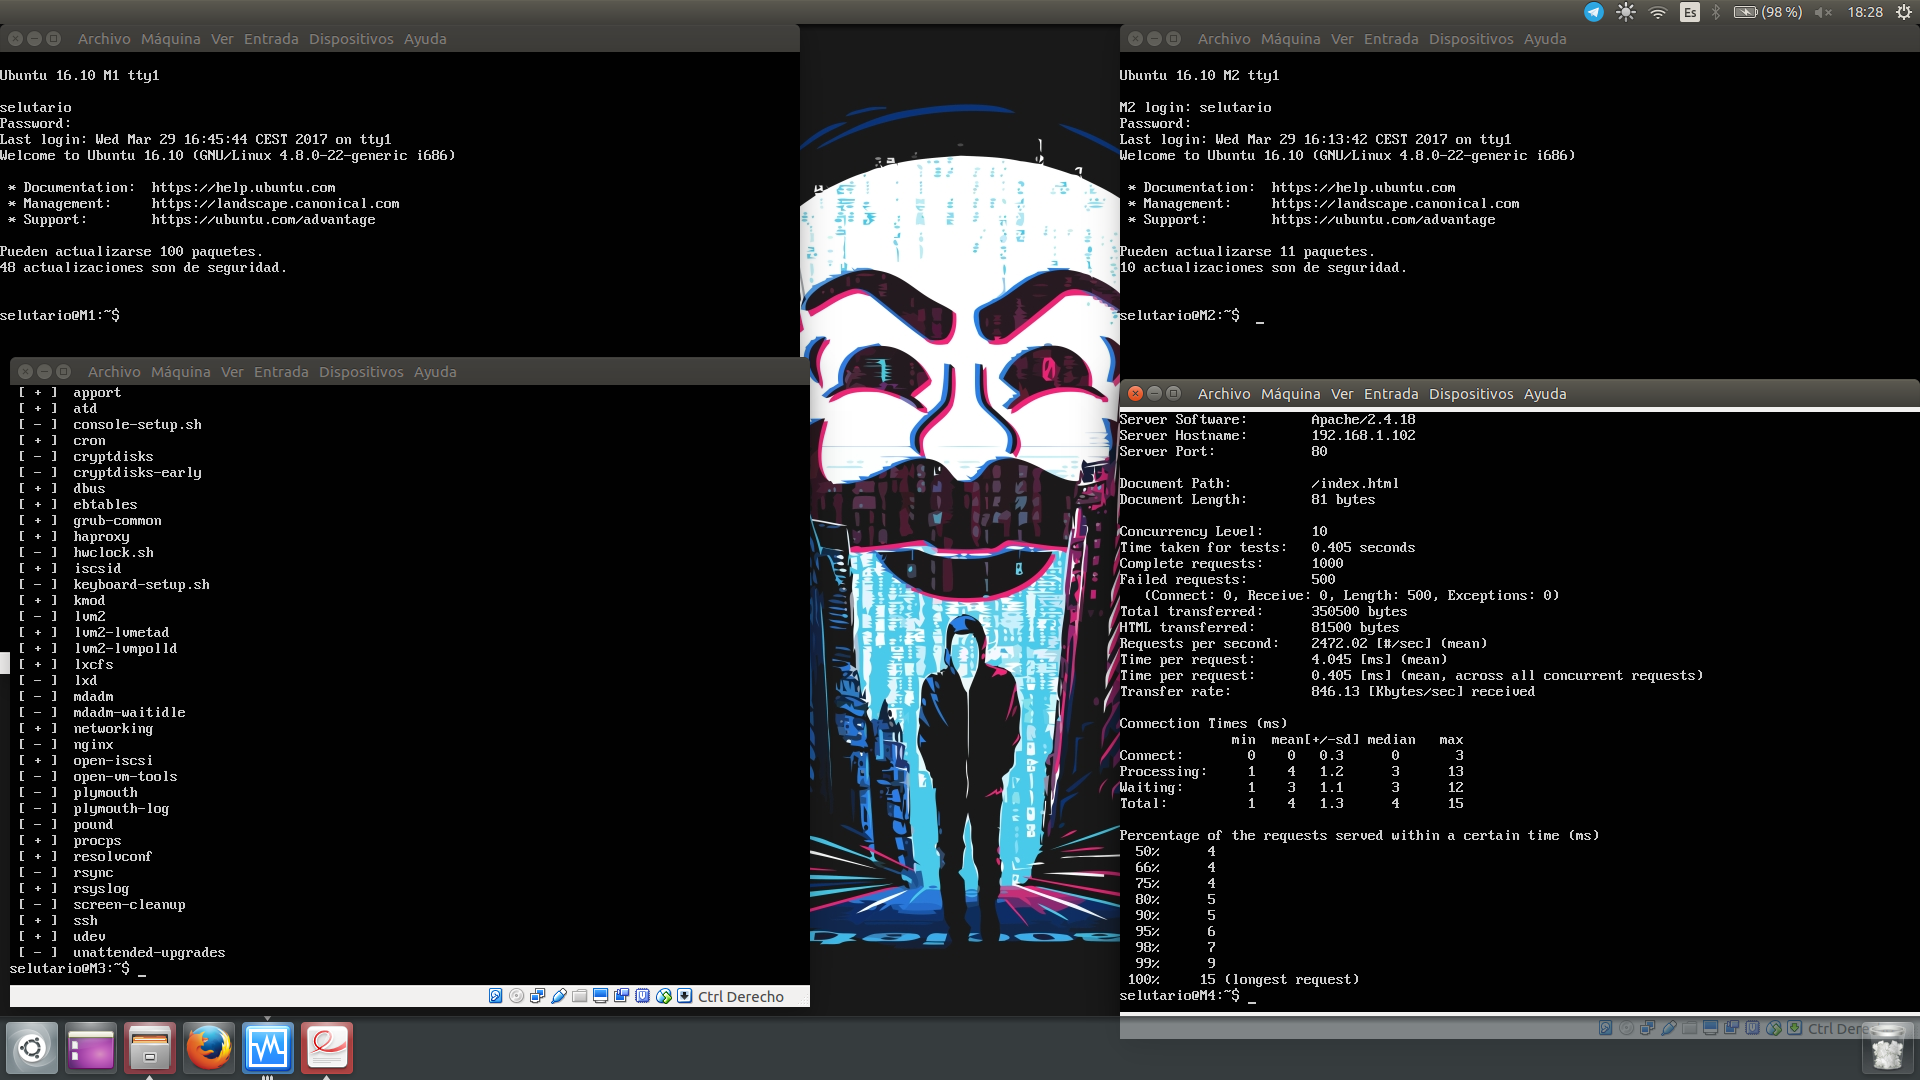 Es
(98 %)
18:28
Archivo Máquina Ver Entrada Dispositivos Ayuda
Ubuntu 16.10 M1 tty1
selutario
Password:
Last login: Wed Mar 29 16:45:44 CEST 2017 on tty1
Welcome to Ubuntu 16.10 (GNU/Linux 4.8.0-22-generic i686)
* Documentation: https://help.ubuntu.com
* Management: https://landscape.canonical.com
* Support: https://ubuntu.com/advantage
Pueden actualizarse 100 paquetes.
48 actualizaciones son de seguridad.
selutario@M1:~$
Archivo Máquina Ver Entrada Dispositivos Ayuda
Ubuntu 16.10 M2 tty1
M2 login: selutario
Password:
Last login: Wed Mar 29 16:13:42 CEST 2017 on tty1
Welcome to Ubuntu 16.10 (GNU/Linux 4.8.0-22-generic i686)
* Documentation: https://help.ubuntu.com
* Management: https://landscape.canonical.com
* Support: https://ubuntu.com/advantage
Pueden actualizarse 11 paquetes.
10 actualizaciones son de seguridad.
selutario@M2:~$ _
Archivo Máquina Ver Entrada Dispositivos Ayuda
[ + ] apport
[ + ] atd
[ - ] console-setup.sh
[ + ] cron
[ - ] cryptdisks
[ - ] cryptdisks-early
[ + ] dbus
[ + ] ebtables
[ + ] grub-common
[ + ] haproxy
[ - ] hwclock.sh
[ + ] iscsid
[ - ] keyboard-setup.sh
[ + ] kmod
[ - ] lvm2
[ + ] lvm2-lvmetad
[ + ] lvm2-lvmpolld
[ + ] lxcfs
[ - ] lxd
[ - ] mdadm
[ - ] mdadm-waitidle
[ + ] networking
[ - ] nginx
[ + ] open-iscsi
[ - ] open-vm-tools
[ - ] plymouth
[ - ] plymouth-log
[ - ] pound
[ + ] procps
[ + ] resolvconf
[ - ] rsync
[ + ] rsyslog
[ - ] screen-cleanup
[ + ] ssh
[ + ] udev
[ - ] unattended-upgrades
selutario@M3:~$ _
Ctrl Derecho
Archivo Máquina Ver Entrada Dispositivos Ayuda
Server Software: Apache/2.4.18
Server Hostname: 192.168.1.102
Server Port: 80
Document Path: /index.html
Document Length: 81 bytes
Concurrency Level: 10
Time taken for tests: 0.405 seconds
Complete requests: 1000
Failed requests: 500
(Connect: 0, Receive: 0, Length: 500, Exceptions: 0)
Total transferred: 350500 bytes
HTML transferred: 81500 bytes
Requests per second: 2472.02 [#/sec] (mean)
Time per request: 4.045 [ms] (mean)
Time per request: 0.405 [ms] (mean, across all concurrent requests)
Transfer rate: 846.13 [Kbytes/sec] received
Connection Times (ms)
min mean[+/-sd] median max
Connect: 0 0 0.3 0 3
Processing: 1 4 1.2 3 13
Waiting: 1 3 1.1 3 12
Total: 1 4 1.3 4 15
Percentage of the requests served within a certain time (ms)
50% 4
66% 4
75% 4
80% 5
90% 5
95% 6
98% 7
99% 9
100% 15 (longest request)
selutario@M4:~$ _
Ctrl